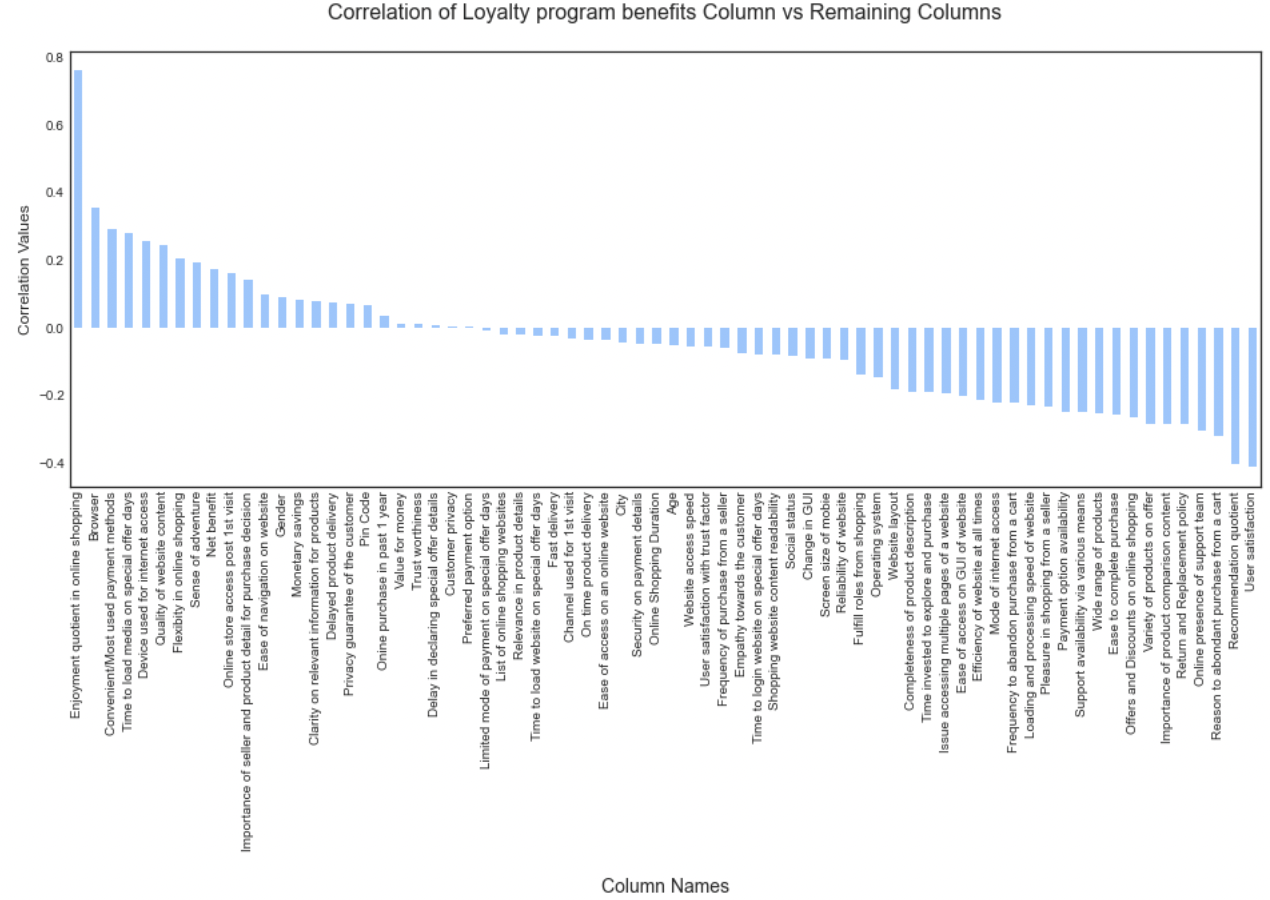 Correlation of Loyalty program benefits Column vs Remaining Columns
Correlation Values
0.8
0.6
0.4
0.2
0.0
−0.2
−0.4
Enjoyment quotient in online shopping
Browser
Convenient/Most used payment methods
Time to load media on special offer days
Device used for internet access
Quality of website content
Flexibility in online shopping
Sense of adventure
Net benefit
Online store access post 1st visit
Importance of seller and product detail for purchase decision
Ease of navigation on website
Gender
Monetary savings
Clarity on relevant information for products
Delayed product delivery
Privacy guarantee of the customer
Pin Code
Online purchase in past 1 year
Value for money
Trust worthiness
Delay in declaring special offer details
Customer privacy
Preferred payment option
Limited mode of payment on special offer days
List of online shopping websites
Relevance in product details
Time to load website on special offer days
Fast delivery
Channel used for 1st visit
On time product delivery
Ease of access on an online website
City
Security on payment details
Online Shopping Duration
Age
Website access speed
User satisfaction with trust factor
Frequency of purchase from a seller
Empathy towards the customer
Time to login website on special offer days
Shopping website content readability
Social status
Change in GUI
Screen size of mobie
Reliability of website
Fulfill roles from shopping
Operating system
Website layout
Completeness of product description
Time invested to explore and purchase
Issue accessing multiple pages of a website
Ease of access on GUI of website
Efficiency of website at all times
Mode of internet access
Frequency to abandon purchase from a cart
Loading and processing speed of website
Pleasure in shopping from a seller
Payment option availability
Support availability via various means
Wide range of products
Ease to complete purchase
Offers and Discounts on online shopping
Variety of products on offer
Importance of product comparison content
Return and Replacement policy
Online presence of support team
Reason to abondant purchase from a cart
Recommendation quotient
User satisfaction
Column Names